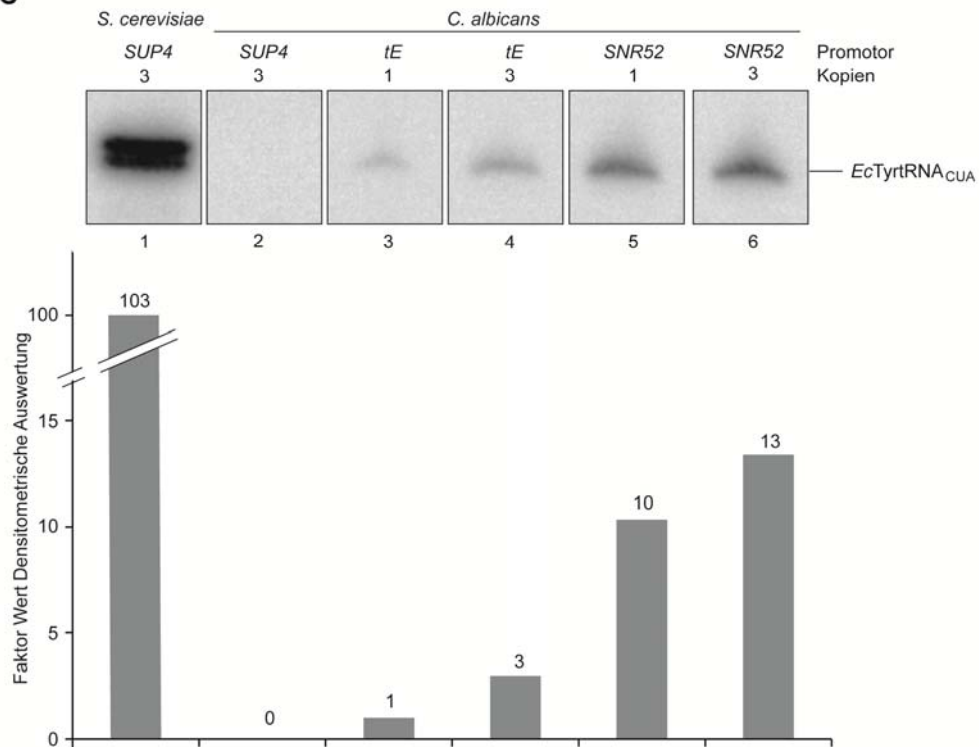 S. cerevisiae C. albicans
SUP4 SUP4 tE tE SNR52 SNR52 Promotor
3 3 1 3 1 3 Kopien
EcTyrtRNACUA
1 2 3 4 5 6
Faktor Wert Densitometrische Auswertung
103
100
15
13
10
10
5
3
1
0
0